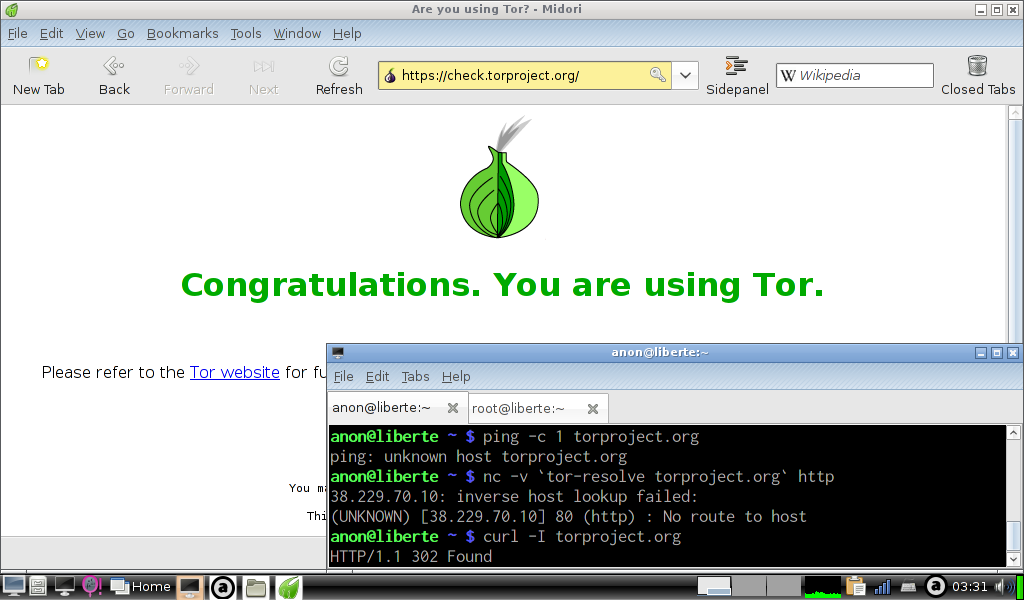 Are you using Tor? - Midori
File Edit View Go Bookmarks Tools Window Help
New Tab Back Forward Next Refresh https://check.torproject.org/ Sidepanel W Wikipedia Closed Tabs
Congratulations. You are using Tor.
Please refer to the Tor website for fu
You ma
Thi
anon@liberte:~
File Edit Tabs Help
anon@liberte:~ root@liberte:~
anon@liberte ~ $ ping -c 1 torproject.org
ping: unknown host torproject.org
anon@liberte ~ $ nc -v `tor-resolve torproject.org` http
38.229.70.10: inverse host lookup failed:
(UNKNOWN) [38.229.70.10] 80 (http) : No route to host
anon@liberte ~ $ curl -I torproject.org
HTTP/1.1 302 Found
Home a a 03:31